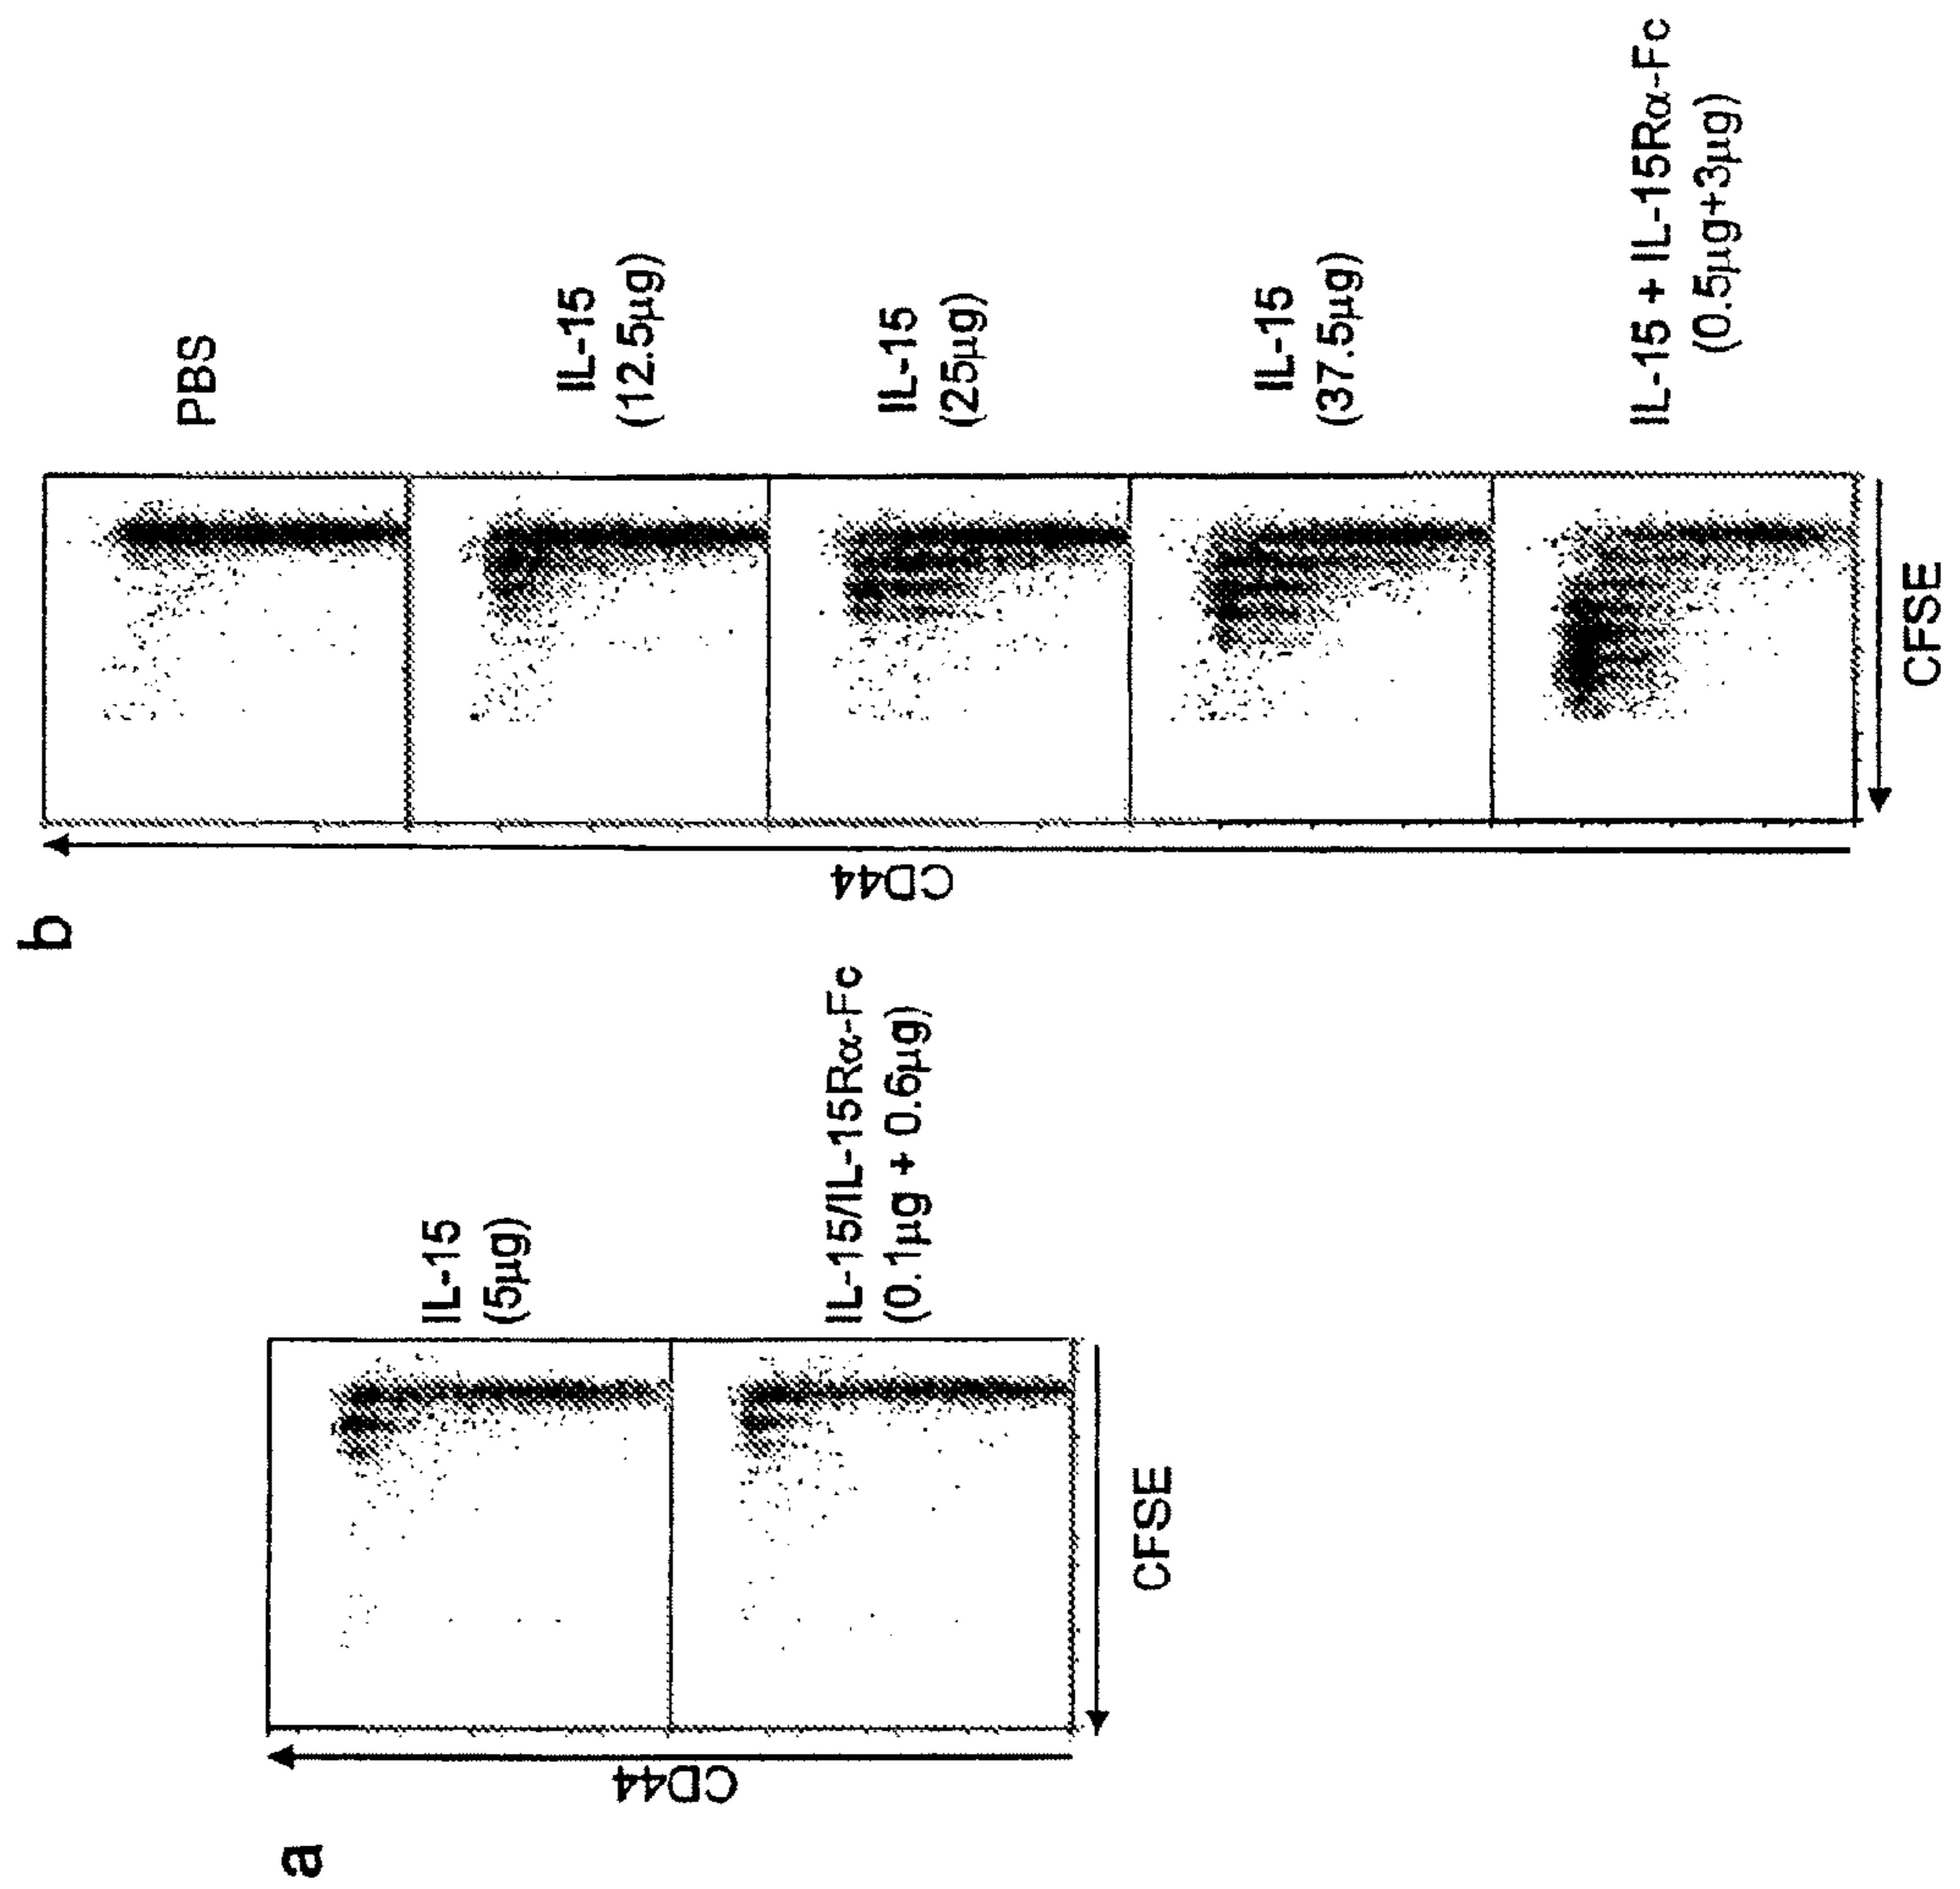 a
CD44
IL-15
(5µg)
IL-15/IL-15Rα-Fc
(0.1µg + 0.6µg)
CFSE
b
CD44
PBS
IL-15
(12.5µg)
IL-15
(25µg)
IL-15
(37.5µg)
IL-15 + IL-15Rα-Fc
(0.5µg+3µg)
CFSE